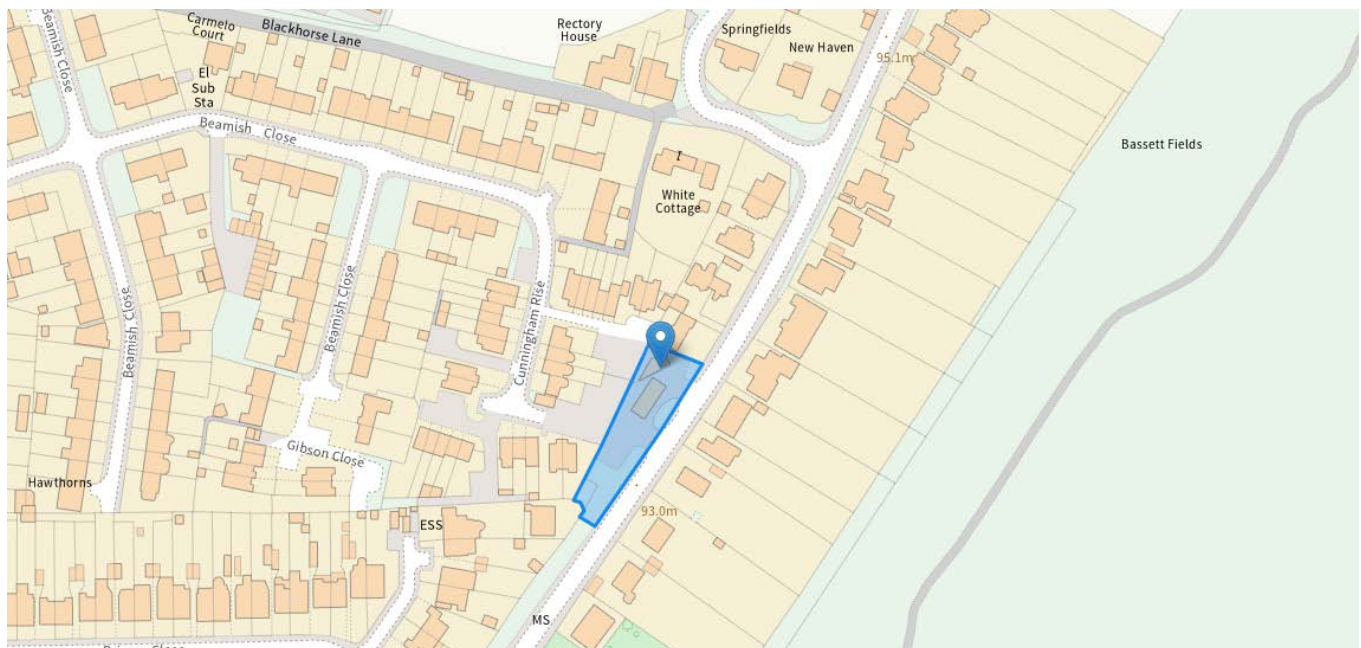 Beamish Close
Carmelo
Court
Blackhorse Lane
Rectory
House
Springfields
New Haven
95.1m
El
Sub
Sta
Beamish Close
Bassett Fields
White
Cottage
Beamish Close
Beamish Close
Cunningham Rise
Gibson Close
Hawthorns
93.0m
ESS
MS